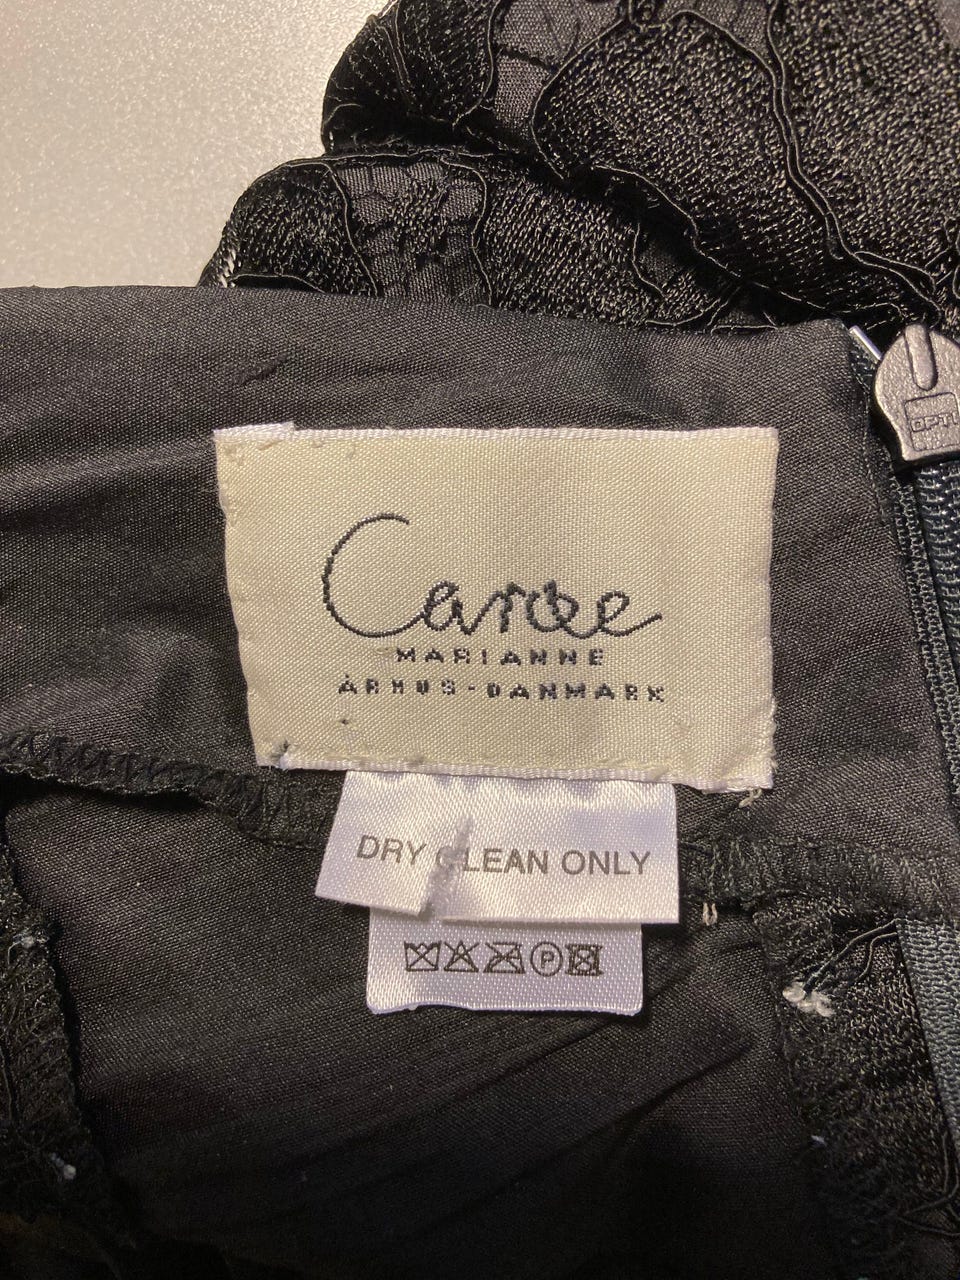 Carøe
MARIANNE
ÅRHUS-DANMARK
DRY CLEAN ONLY
P
OPTI